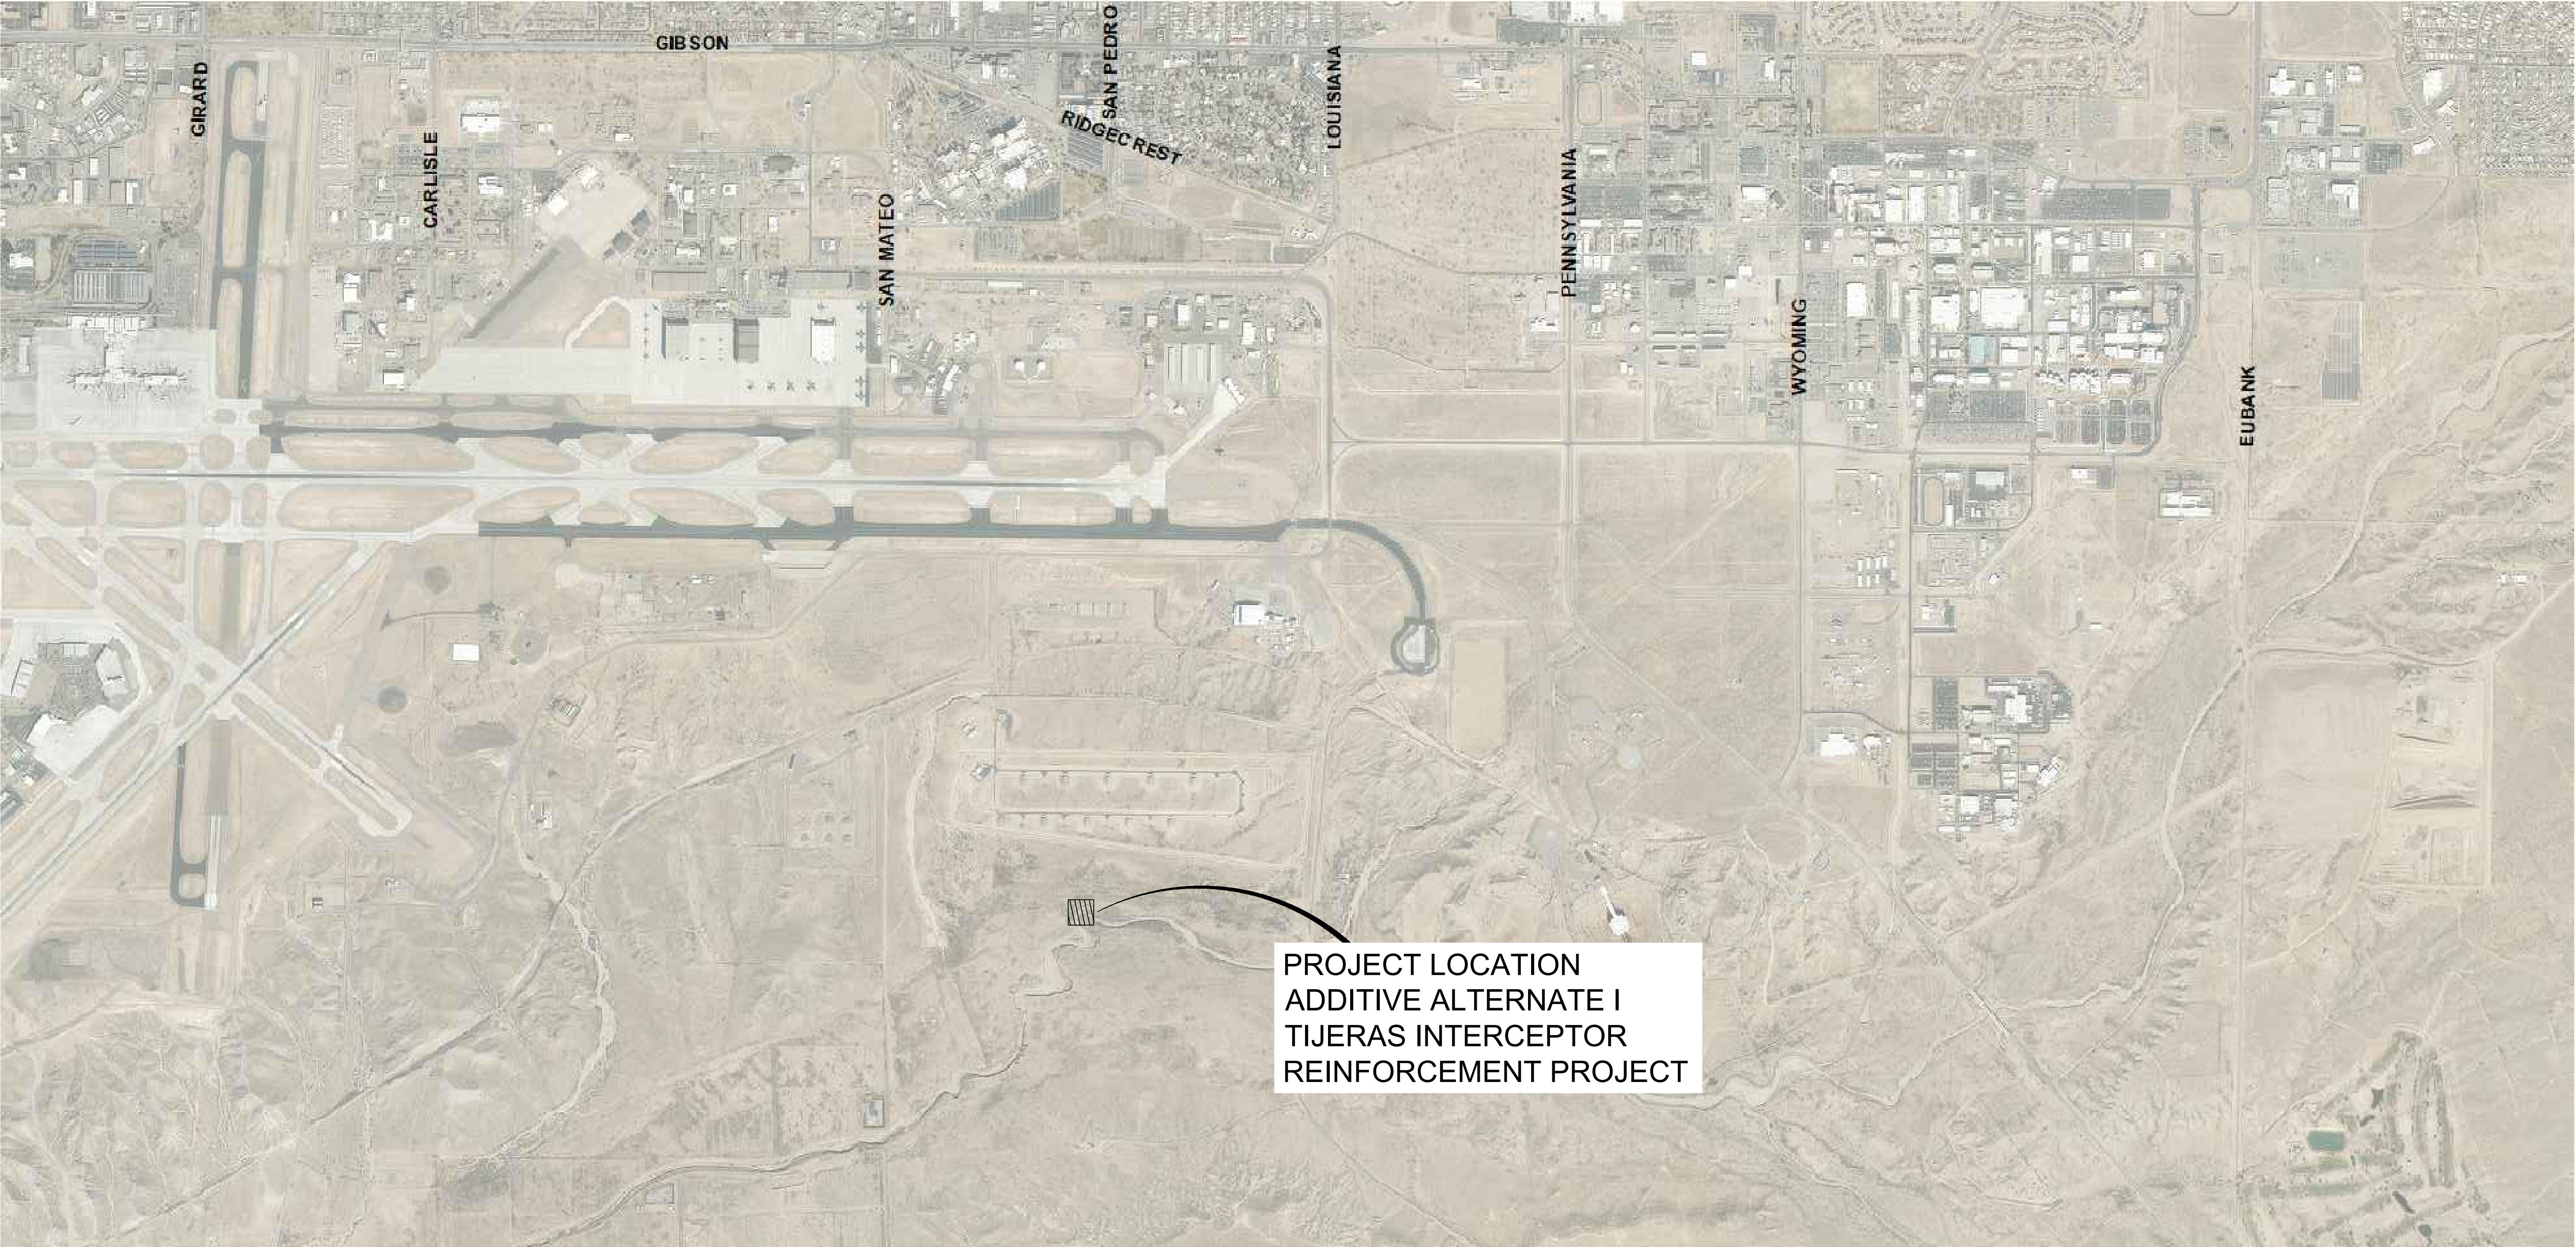 GIBSON
SAN PEDRO
GIRARD
LOUISIANA
RIDGECREST
CARLISLE
PENNSYLVANIA
SAN MATEO
WYOMING
EUBANK
PROJECT LOCATION
ADDITIVE ALTERNATE I
TIJERAS INTERCEPTOR
REINFORCEMENT PROJECT